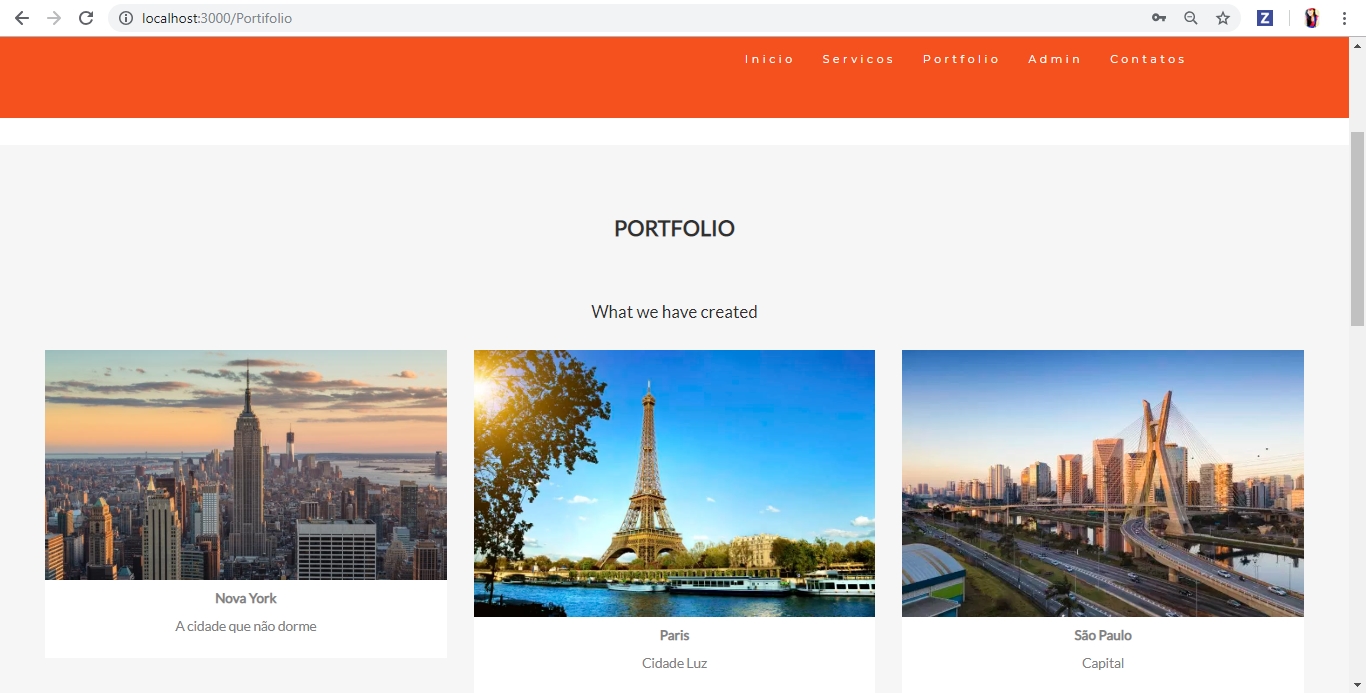 localhost:3000/Portifolio
Z
Inicio Servicos Portfolio Admin Contatos
PORTFOLIO
What we have created
Nova York
A cidade que não dorme
Paris
Cidade Luz
São Paulo
Capital